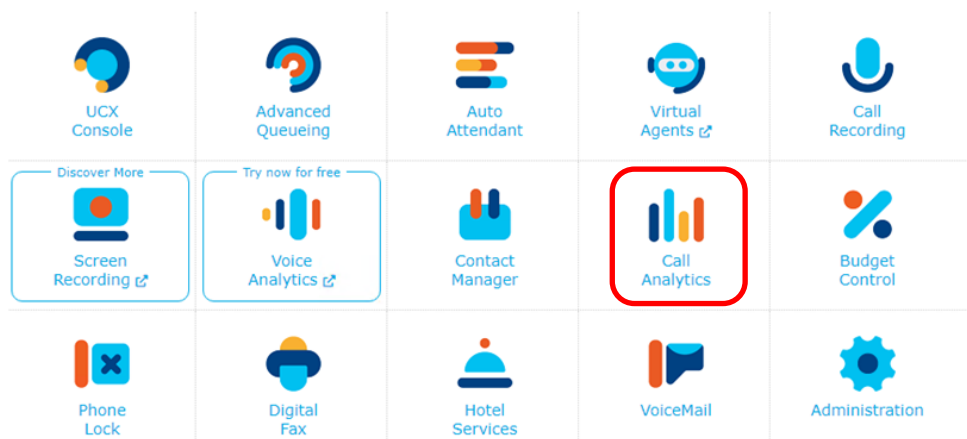 UCX
Console
Advanced
Queueing
Auto
Attendant
Virtual
Agents
Call
Recording
Discover More
Screen
Recording
Try now for free
Voice
Analytics
Contact
Manager
Call
Analytics
Budget
Control
Phone
Lock
Digital
Fax
Hotel
Services
VoiceMail
Administration